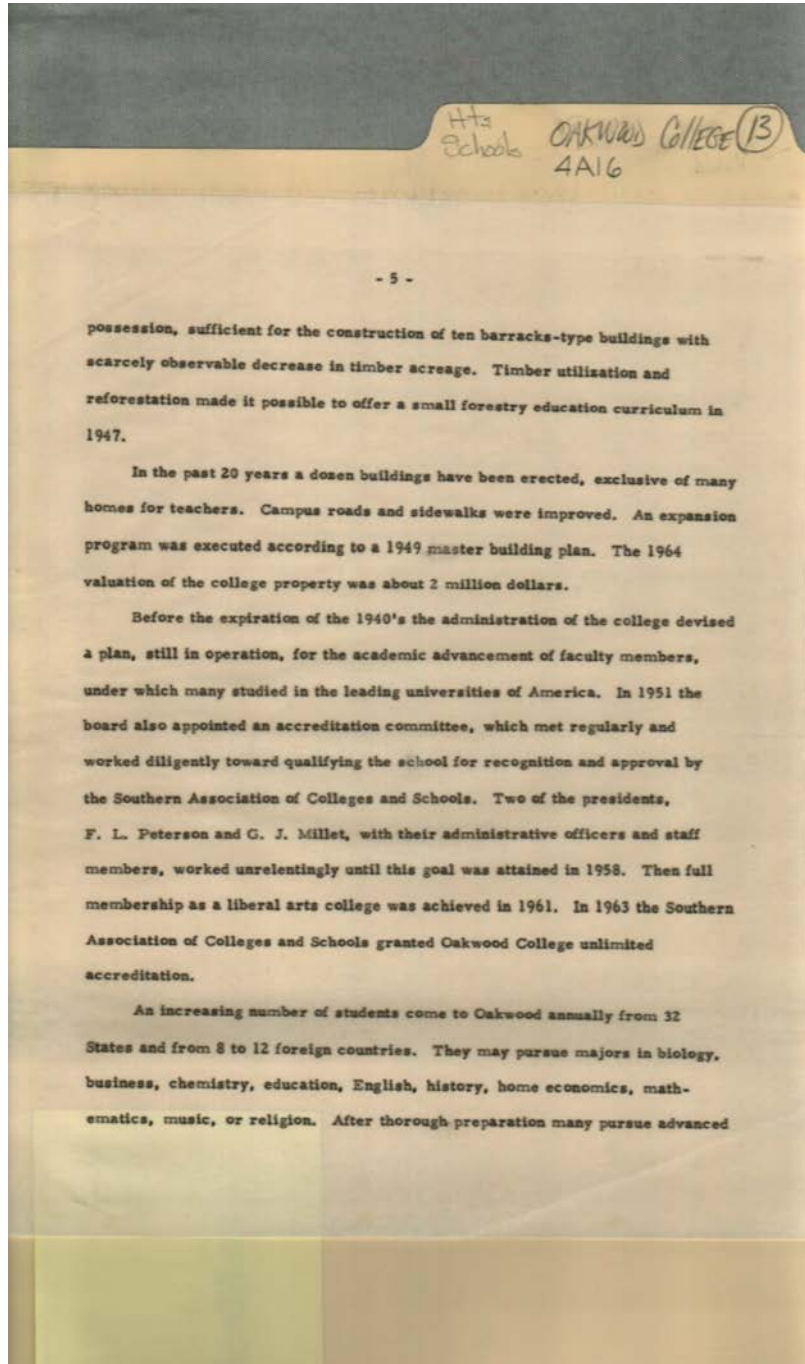 Hts
Schools
OAKWOOD COllEGE 13
4A16
- 5 -
possession, sufficient for the construction of ten barracks-type buildings with
scarcely observable decrease in timber acreage. Timber utilization and
reforestation made it possible to offer a small forestry education curriculum in
1947.
In the past 20 years a dozen buildings have been erected, exclusive of many
homes for teachers. Campus roads and sidewalks were improved. An expansion
program was executed according to a 1949 master building plan. The 1964
valuation of the college property was about 2 million dollars.
Before the expiration of the 1940's the administration of the college devised
a plan, still in operation, for the academic advancement of faculty members,
under which many studied in the leading universities of America. In 1951 the
board also appointed an accreditation committee, which met regularly and
worked diligently toward qualifying the school for recognition and approval by
the Southern Association of Colleges and Schools. Two of the presidents,
F. L. Peterson and G. J. Millet, with their administrative officers and staff
members, worked unrelentingly until this goal was attained in 1958. Then full
membership as a liberal arts college was achieved in 1961. In 1963 the Southern
Association of Colleges and Schools granted Oakwood College unlimited
accreditation.
An increasing number of students come to Oakwood annually from 32
States and from 8 to 12 foreign countries. They may pursue majors in biology,
business, chemistry, education, English, history, home economics, math-
ematics, music, or religion. After thorough preparation many pursue advanced